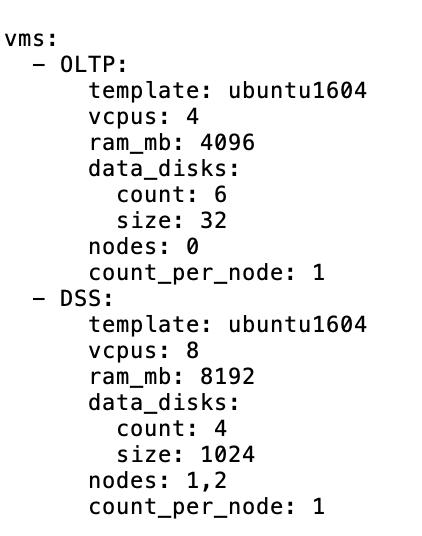 vms:
  - OLTP:
      template: ubuntu1604
      vcpus: 4
      ram_mb: 4096
      data_disks:
        count: 6
        size: 32
      nodes: 0
      count_per_node: 1
  - DSS:
      template: ubuntu1604
      vcpus: 8
      ram_mb: 8192
      data_disks:
        count: 4
        size: 1024
      nodes: 1,2
      count_per_node: 1